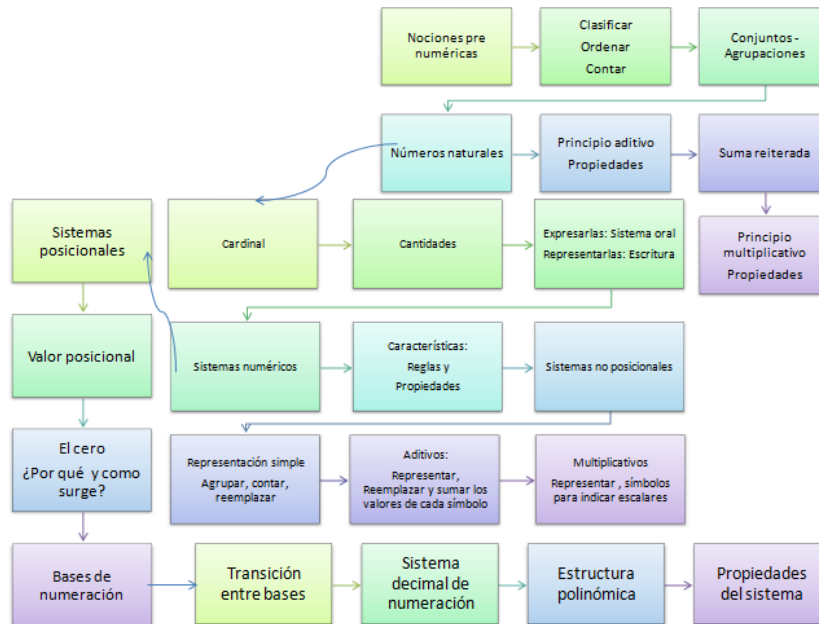 Nociones pre
numéricas
Clasificar
Ordenar
Contar
Conjuntos -
Agrupaciones
Números naturales
Principio aditivo
Propiedades
Suma reiterada
Principio
multiplicativo
Propiedades
Cardinal
Cantidades
Expresarlas: Sistema oral
Representarlas: Escritura
Sistemas numéricos
Características:
Reglas y
Propiedades
Sistemas no posicionales
Representación simple
Agrupar, contar,
reemplazar
Aditivos:
Representar,
Reemplazar y sumar los
valores de cada símbolo
Multiplicativos
Representar , símbolos
para indicar escalares
Sistemas
posicionales
Valor posicional
El cero
¿Por qué y como
surge?
Bases de
numeración
Transición
entre bases
Sistema
decimal de
numeración
Estructura
polinómica
Propiedades
del sistema